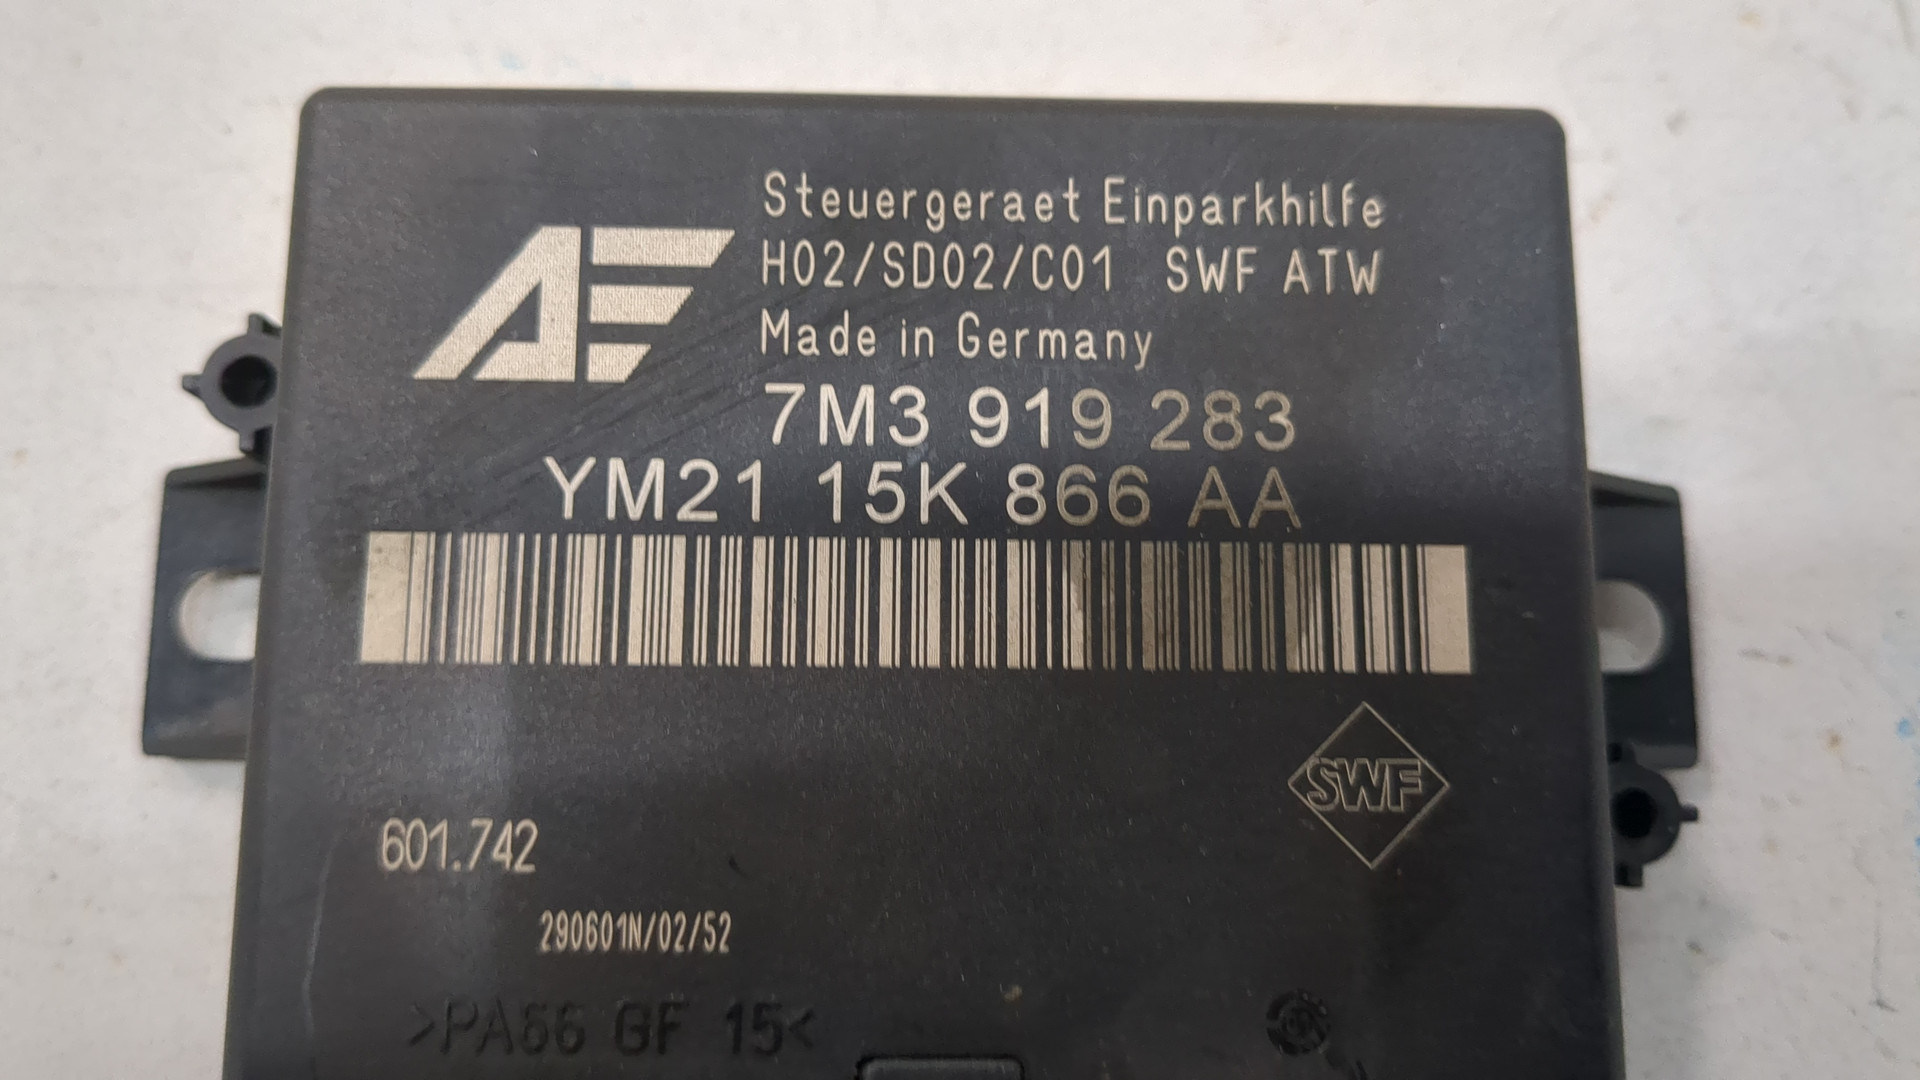 AF
Steuergeraet Einparkhilfe
H02/SD02/C01 SWF ATW
Made in Germany
7M3 919 283
YM21 15K 866 AA
SWF
601.742
290601N/02/52
>PA66 GF 15<